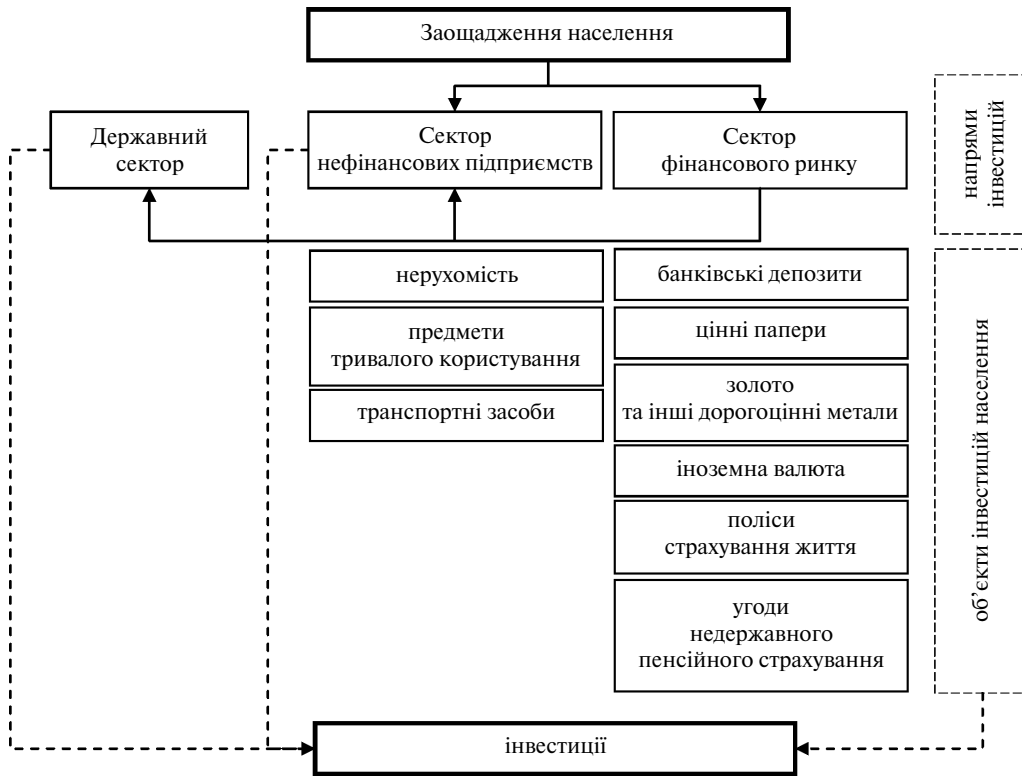 Заощадження населення
Державний
сектор
Сектор
нефінансових підприємств
Сектор
фінансового ринку
напрями
інвестицій
нерухомість
предмети
тривалого користування
транспортні засоби
банківські депозити
цінні папери
золото
та інші дорогоцінні метали
іноземна валюта
поліси
страхування життя
угоди
недержавного
пенсійного страхування
об’єкти інвестицій населення
інвестиції